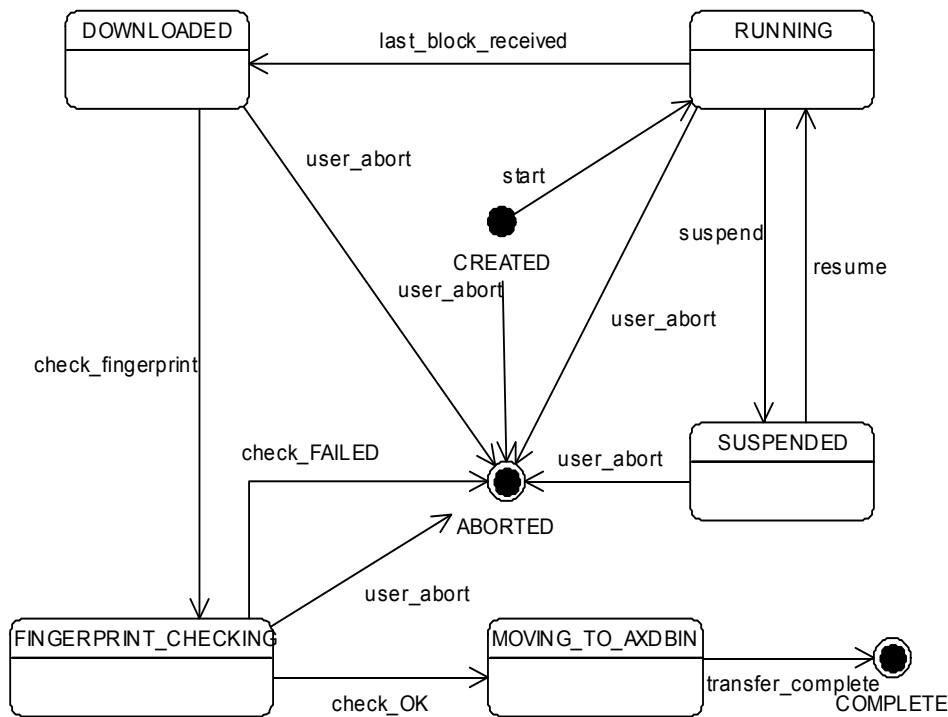 DOWNLOADED
RUNNING
last_block_received
user_abort
start
suspend
CREATED
resume
user_abort
user_abort
check_fingerprint
SUSPENDED
check_FAILED
user_abort
ABORTED
user_abort
FINGERPRINT_CHECKING
MOVING_TO_AXDBIN
transfer_complete
check_OK
COMPLETE